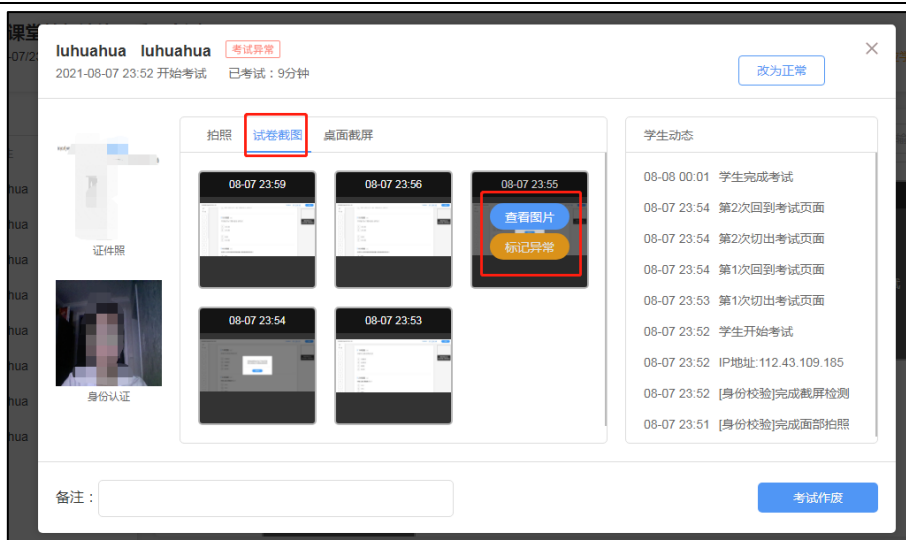 课堂
-07/2
luhuahua luhuahua 考试异常
2021-08-07 23:52 开始考试 已考试：9分钟
改为正常
拍照 试卷截图 桌面截屏
学生动态
证件照
身份认证
08-07 23:59
08-07 23:56
08-07 23:55
查看图片
标记异常
08-07 23:54
08-07 23:53
08-08 00:01 学生完成考试
08-07 23:54 第2次回到考试页面
08-07 23:54 第2次切出考试页面
08-07 23:54 第1次回到考试页面
08-07 23:53 第1次切出考试页面
08-07 23:52 学生开始考试
08-07 23:52 IP地址:112.43.109.185
08-07 23:52 [身份校验]完成截屏检测
08-07 23:51 [身份校验]完成面部拍照
hua
hua
hua
hua
hua
hua
hua
hua
备注：
考试作废